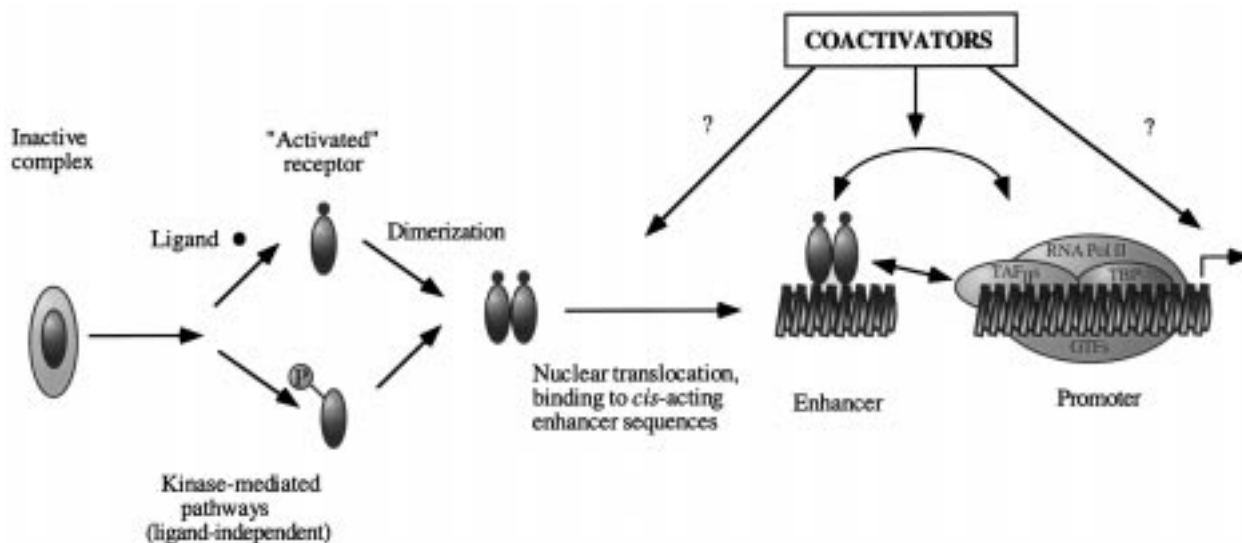 COACTIVATORS
?
?
Inactive
complex
"Activated"
receptor
Ligand
Dimerization
P
Kinase-mediated
pathways
(ligand-independent)
Nuclear translocation,
binding to cis-acting
enhancer sequences
Enhancer
RNA Pol II
TAFIIs
TBP
GTFs
Promoter